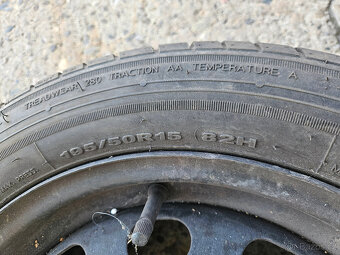 TREADWEAR 280 TRACTION AA TEMPERATURE A
195/50R15 82H